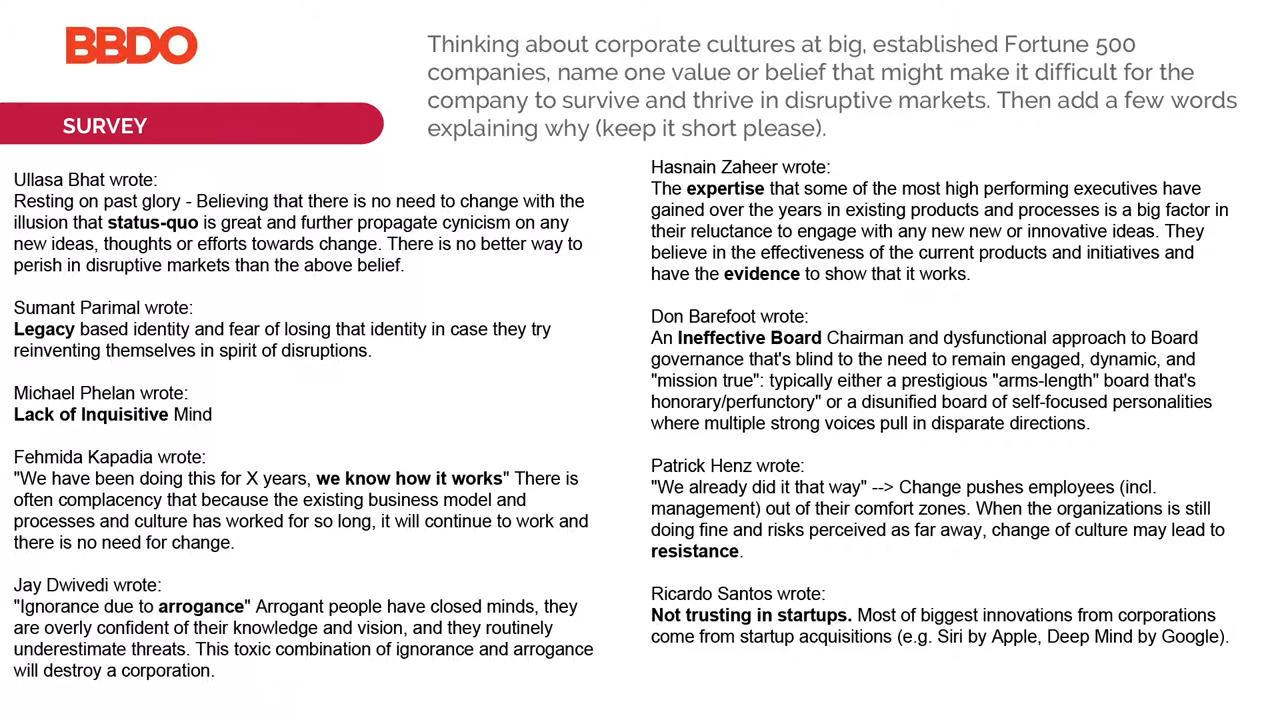 BBDO
SURVEY
Thinking about corporate cultures at big, established Fortune 500
companies, name one value or belief that might make it difficult for the
company to survive and thrive in disruptive markets. Then add a few words
explaining why (keep it short please).
Ullasa Bhat wrote:
Resting on past glory - Believing that there is no need to change with the
illusion that status-quo is great and further propagate cynicism on any
new ideas, thoughts or efforts towards change. There is no better way to
perish in disruptive markets than the above belief.
Sumant Parimal wrote:
Legacy based identity and fear of losing that identity in case they try
reinventing themselves in spirit of disruptions.
Michael Phelan wrote:
Lack of Inquisitive Mind
Fehmida Kapadia wrote:
"We have been doing this for X years, we know how it works" There is
often complacency that because the existing business model and
processes and culture has worked for so long, it will continue to work and
there is no need for change.
Jay Dwivedi wrote:
"Ignorance due to arrogance" Arrogant people have closed minds, they
are overly confident of their knowledge and vision, and they routinely
underestimate threats. This toxic combination of ignorance and arrogance
will destroy a corporation.
Hasnain Zaheer wrote:
The expertise that some of the most high performing executives have
gained over the years in existing products and processes is a big factor in
their reluctance to engage with any new new or innovative ideas. They
believe in the effectiveness of the current products and initiatives and
have the evidence to show that it works.
Don Barefoot wrote:
An Ineffective Board Chairman and dysfunctional approach to Board
governance that's blind to the need to remain engaged, dynamic, and
"mission true": typically either a prestigious "arms-length" board that's
honorary/perfunctory" or a disunified board of self-focused personalities
where multiple strong voices pull in disparate directions.
Patrick Henz wrote:
"We already did it that way" --> Change pushes employees (incl.
management) out of their comfort zones. When the organizations is still
doing fine and risks perceived as far away, change of culture may lead to
resistance.
Ricardo Santos wrote:
Not trusting in startups. Most of biggest innovations from corporations
come from startup acquisitions (e.g. Siri by Apple, Deep Mind by Google).